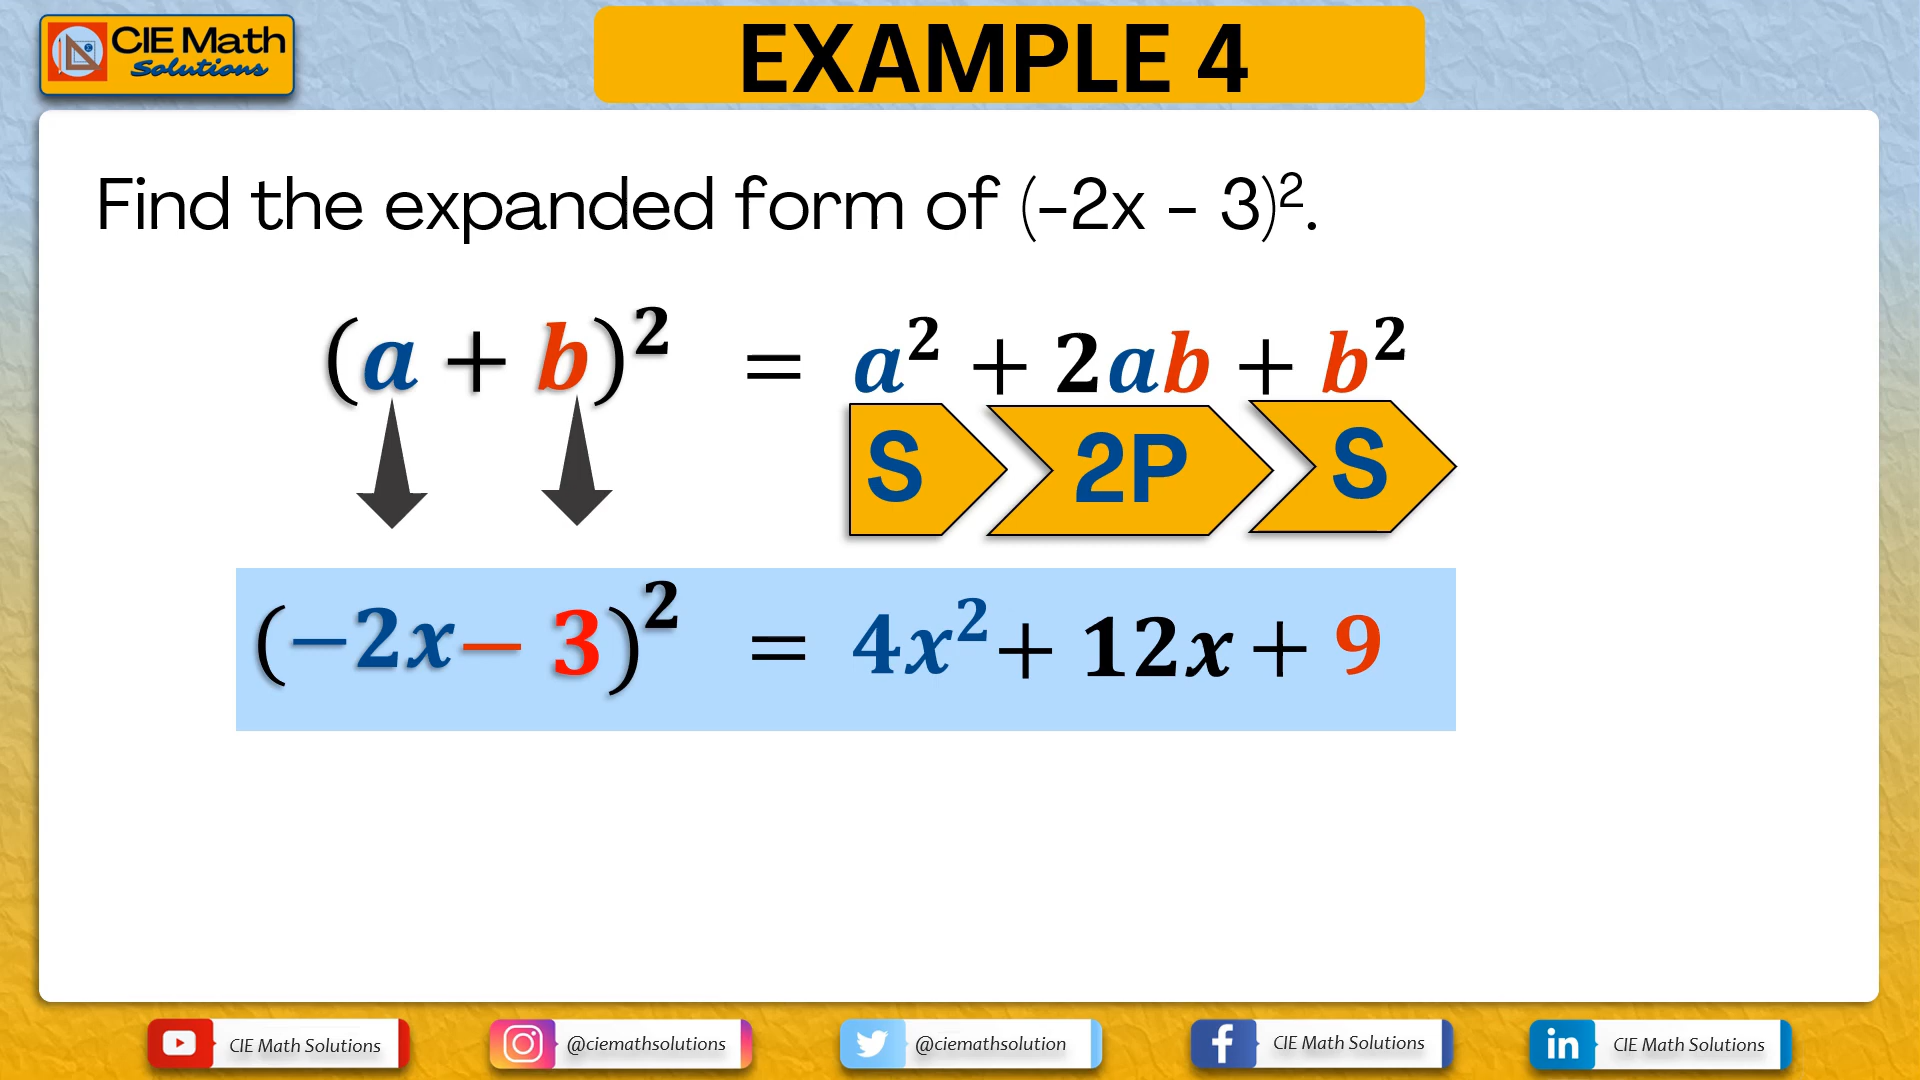 CIE Math
Solutions
EXAMPLE 4
Find the expanded form of (-2x - 3)².
(a + b)² = a² + 2ab + b²
S 2P S
(−2x − 3)² = 4x² + 12x + 9
CIE Math Solutions
@ciemathsolutions
@ciemathsolution
CIE Math Solutions
CIE Math Solutions